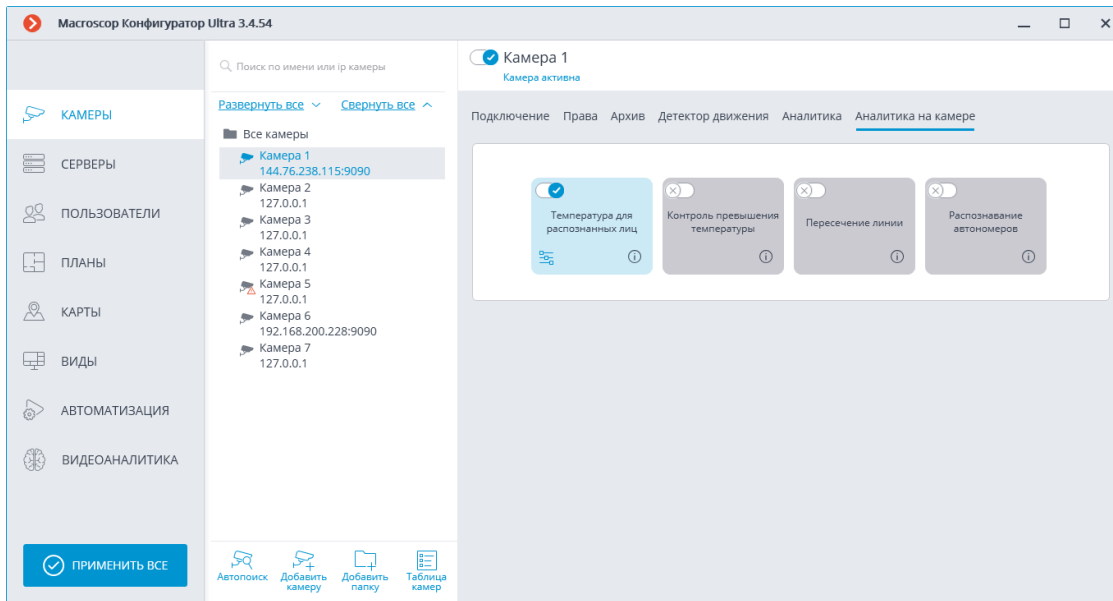 Macroscop Конфигуратор Ultra 3.4.54
КАМЕРЫ
СЕРВЕРЫ
ПОЛЬЗОВАТЕЛИ
ПЛАНЫ
КАРТЫ
ВИДЫ
АВТОМАТИЗАЦИЯ
ВИДЕОАНАЛИТИКА
ПРИМЕНИТЬ ВСЕ
Поиск по имени или ip камеры
Развернуть все Свернуть все
Все камеры
Камера 1
144.76.238.115:9090
Камера 2
127.0.0.1
Камера 3
127.0.0.1
Камера 4
127.0.0.1
Камера 5
127.0.0.1
Камера 6
192.168.200.228:9090
Камера 7
127.0.0.1
Автопоиск
Добавить
камеру
Добавить
папку
Таблица
камер
Камера 1
Камера активна
Подключение Права Архив Детектор движения Аналитика Аналитика на камере
Температура для
распознанных лиц
Контроль превышения
температуры
Пересечение линии
Распознавание
автономеров